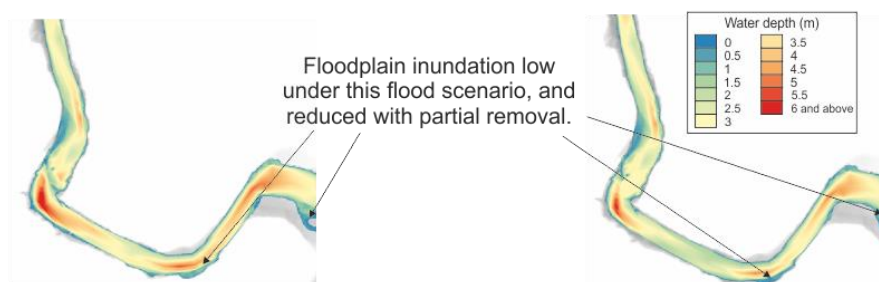 Floodplain inundation low
under this flood scenario, and
reduced with partial removal.
Water depth (m)
0
0.5
1
1.5
2
2.5
3
3.5
4
4.5
5
5.5
6 and above